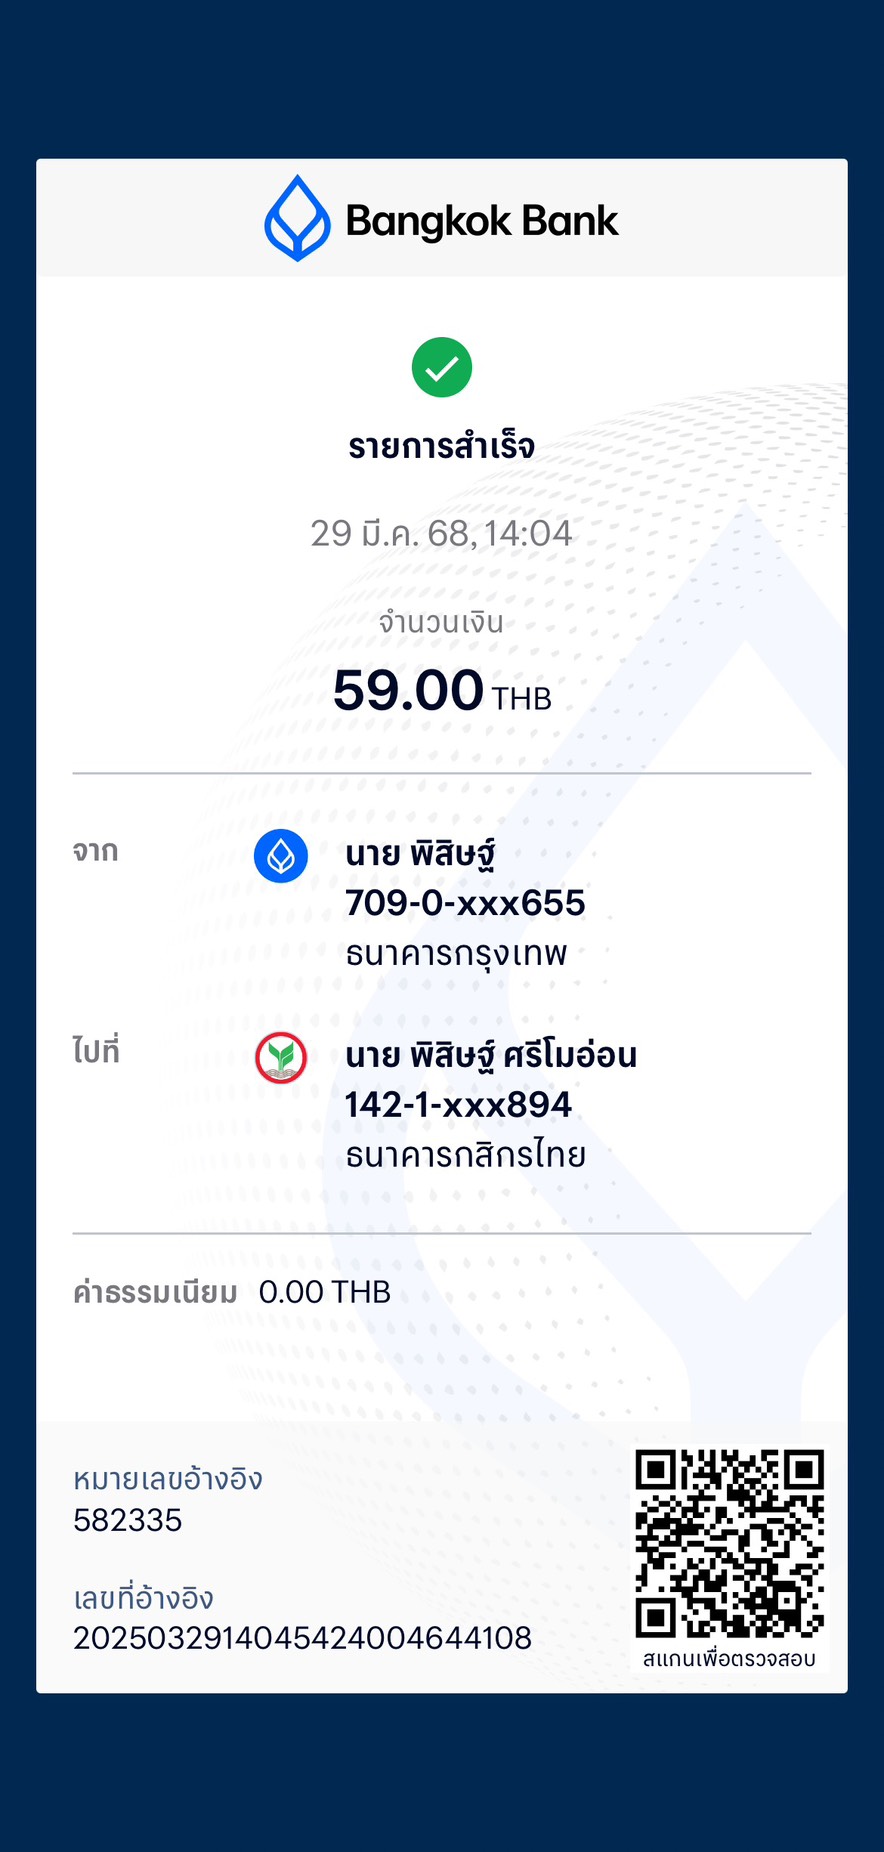 Bangkok Bank
รายการสำเร็จ
29 มี.ค. 68, 14:04
จำนวนเงิน
59.00 THB
จาก
นาย พิสิษฐ์
709-0-xxx655
ธนาคารกรุงเทพ
ไปที่
นาย พิสิษฐ์ ศรีโมอ่อน
142-1-xxx894
ธนาคารกสิกรไทย
ค่าธรรมเนียม 0.00 THB
หมายเลขอ้างอิง
582335
เลขที่อ้างอิง
2025032914045424004644108
สแกนเพื่อตรวจสอบ